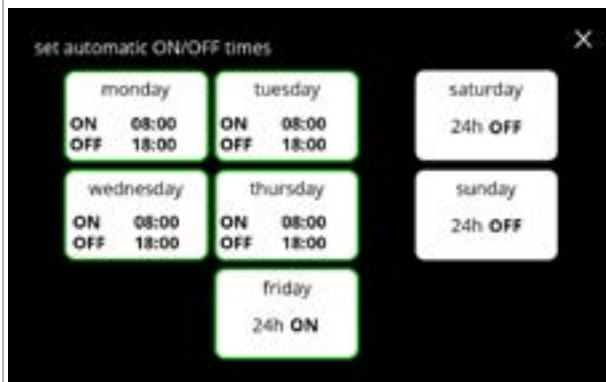 set automatic ON/OFF times
monday
ON 08:00
OFF 18:00
tuesday
ON 08:00
OFF 18:00
saturday
24h OFF
wednesday
ON 08:00
OFF 18:00
thursday
ON 08:00
OFF 18:00
sunday
24h OFF
friday
24h ON